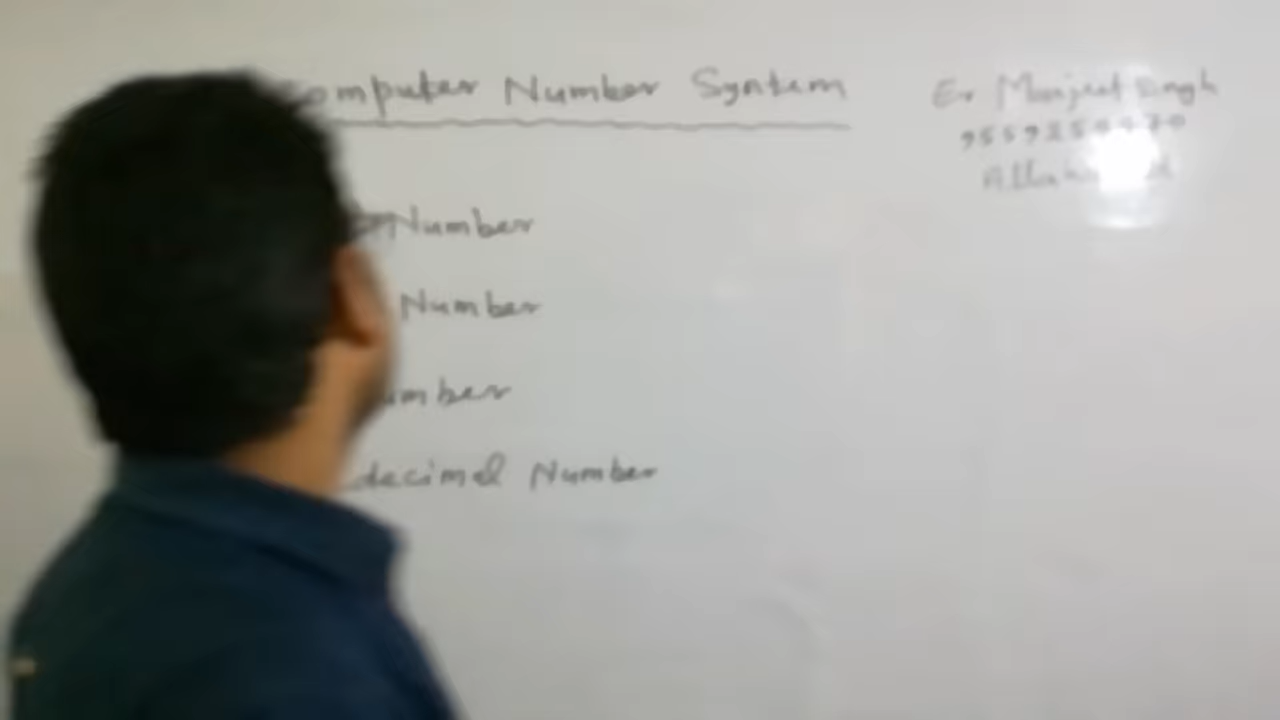 Computer Number System
Er Manjeet Singh
Number
Number
umber
decimal Number